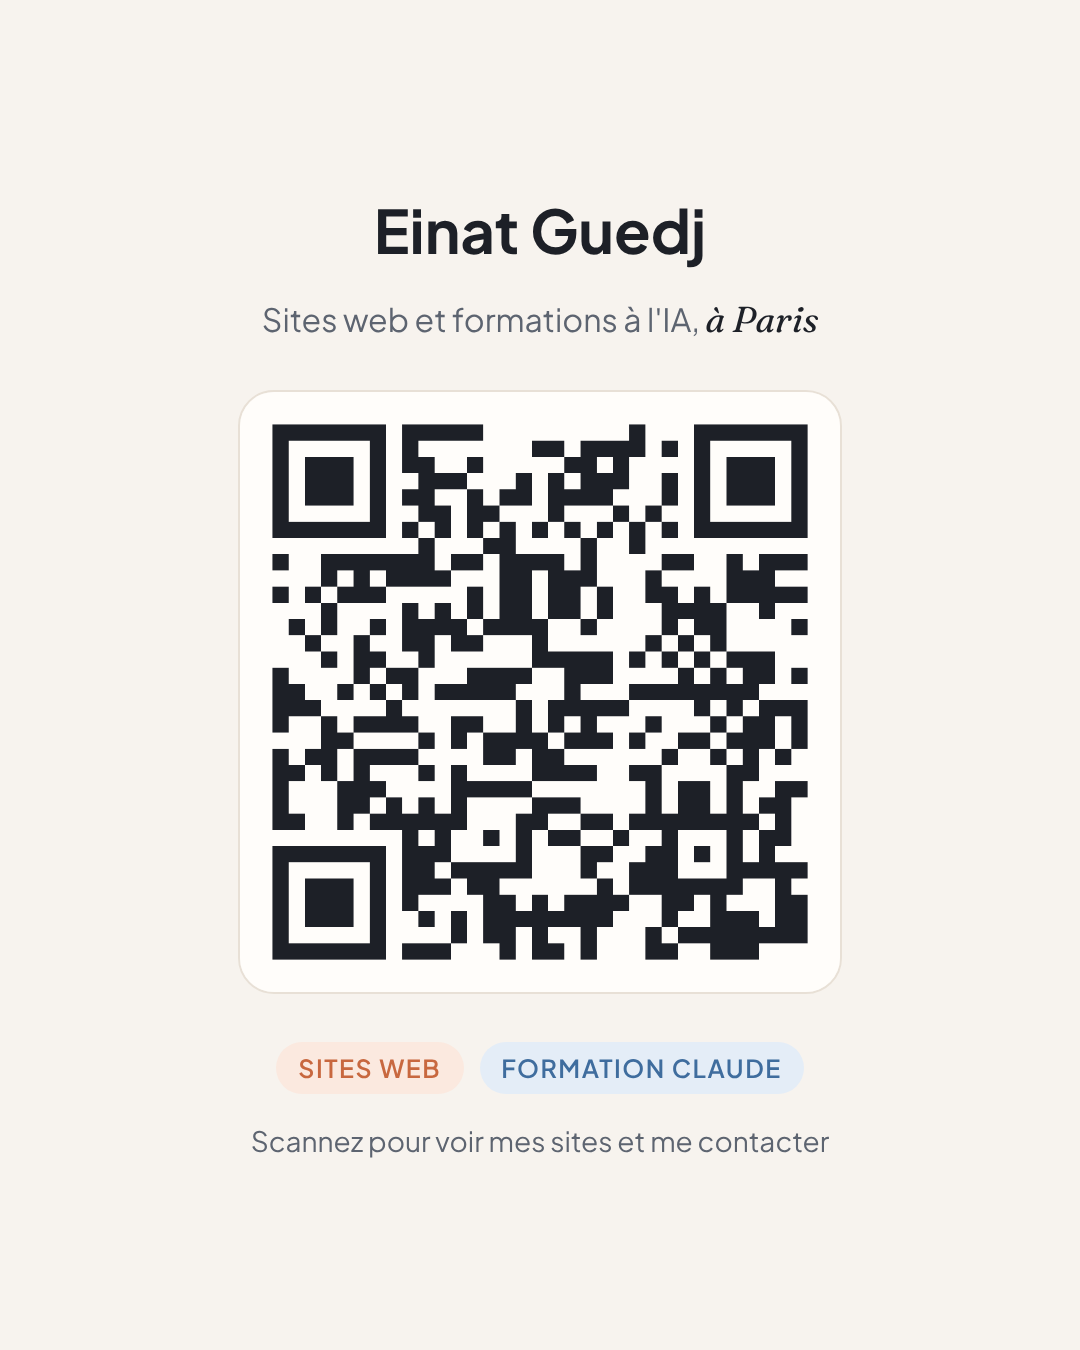 Einat Guedj
Sites web et formations à l'IA, à Paris
SITES WEB
FORMATION CLAUDE
Scannez pour voir mes sites et me contacter